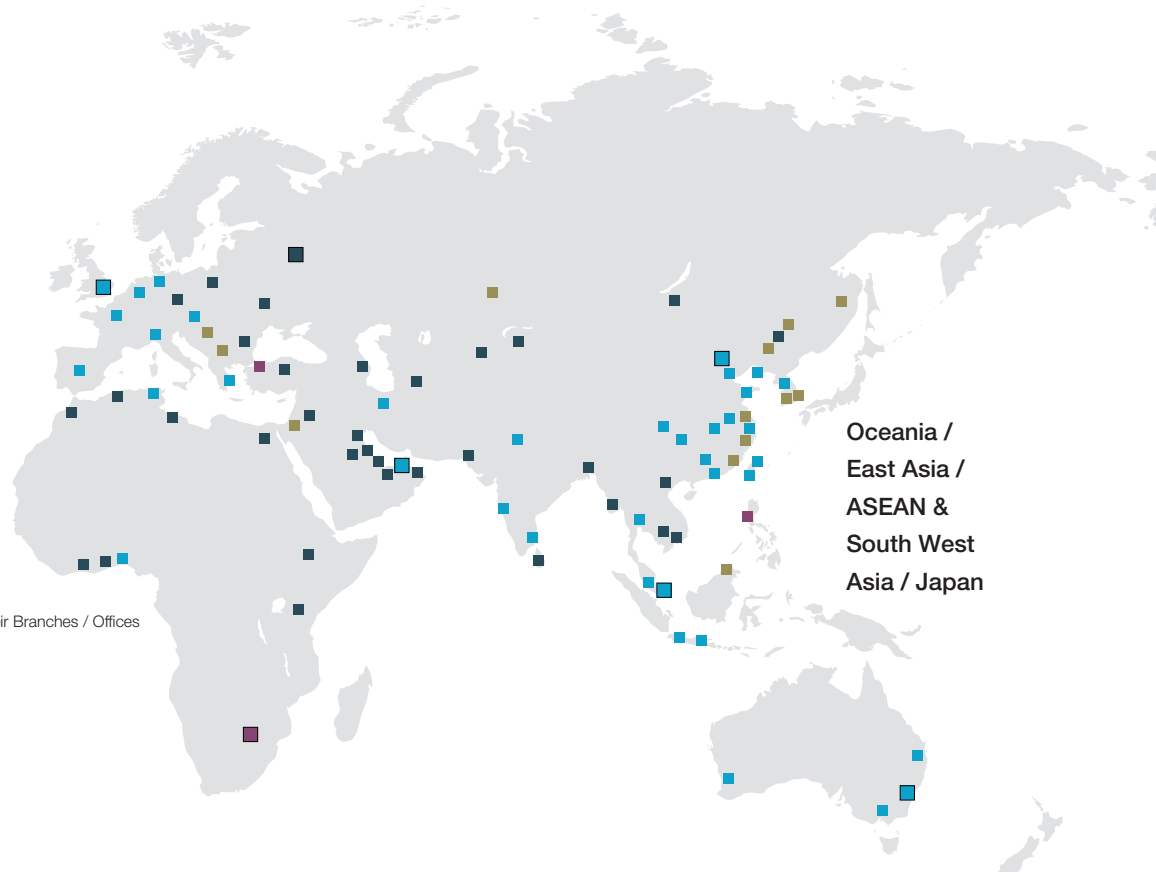 Oceania /
East Asia /
ASEAN &
South West
Asia / Japan
ir Branches / Offices